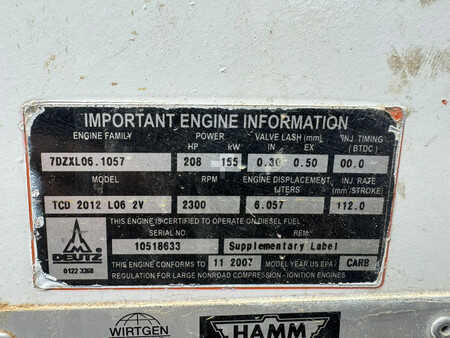 IMPORTANT ENGINE INFORMATION
ENGINE FAMILY POWER VALVE LASH (mm) INJ TIMING
HP kW IN EX (BTDC)
7DZXL06.1057 208 155 0.30 0.50 00.0
MODEL RPM ENGINE DISPLACEMENT INJ RATE
LITERS (mm³/STROKE)
TCD 2012 L06 2V 2300 6.057 112.0
THIS ENGINE IS CERTIFIED TO OPERATE ON DIESEL FUEL
SERIAL NO.
10518633 Supplementary Label
DEUTZ
0122 3368
THIS ENGINE CONFORMS TO 11 2007 MODEL YEAR US EPA/ CARB
REGULATION FOR LARGE NONROAD COMPRESSION - IGNITION ENGINES
WIRTGEN HAMM